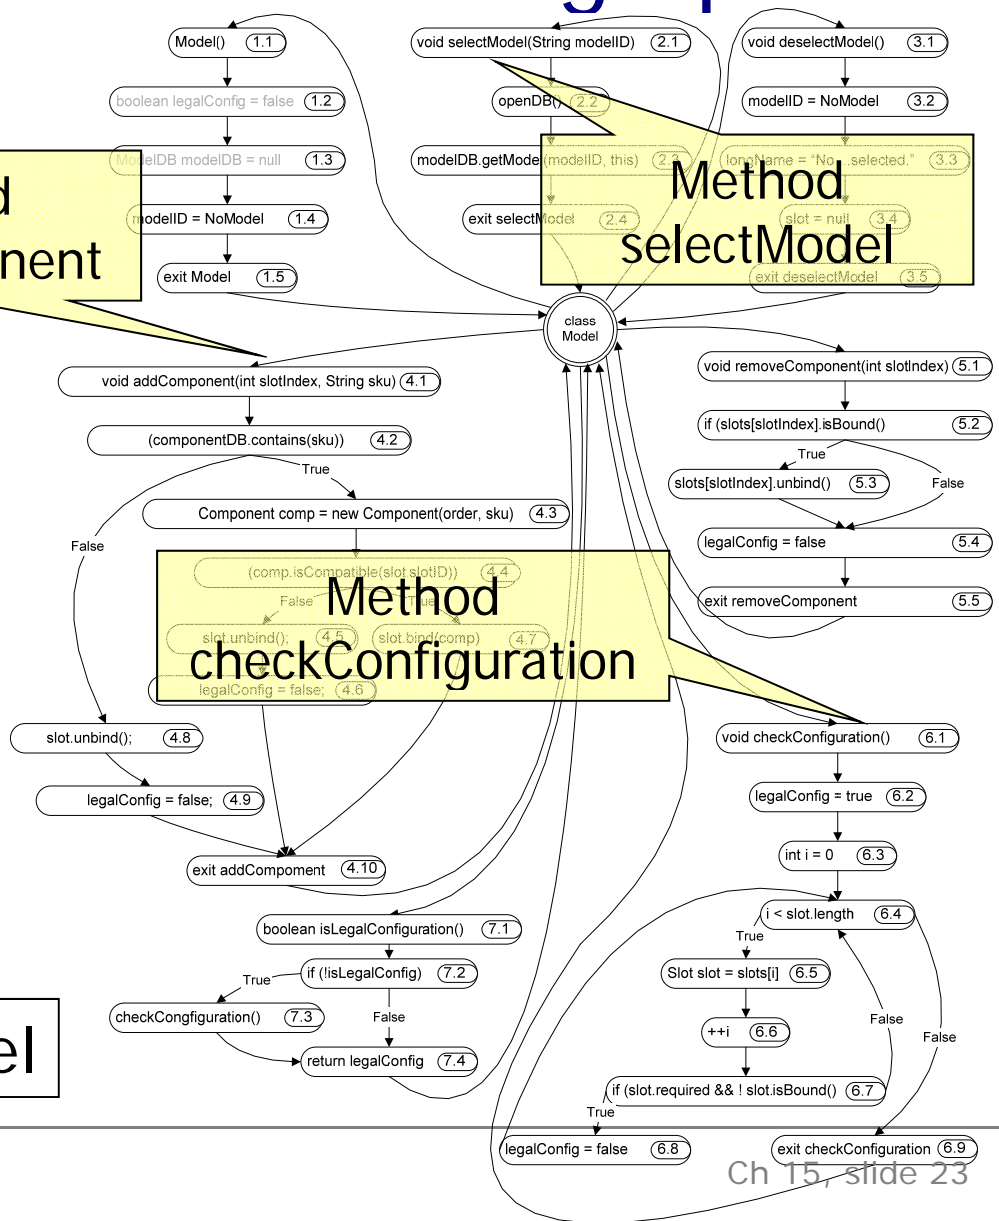 Model() 1.1
boolean legalConfig = false 1.2
ModelDB modelDB = null 1.3
modelID = NoModel 1.4
exit Model 1.5
void selectModel(String modelID) 2.1
openDB() 2.2
modelDB.getModel(modelID, this) 2.3
exit selectModel 2.4
void deselectModel() 3.1
modelID = NoModel 3.2
longName = "No...selected." 3.3
slot = null 3.4
exit deselectModel 3.5
Method
selectModel
nent
class
Model
void addComponent(int slotIndex, String sku) 4.1
(componentDB.contains(sku)) 4.2
True
False
Component comp = new Component(order, sku) 4.3
(comp.isCompatible(slot.slotID)) 4.4
False
True
slot.unbind(); 4.5
slot.bind(comp) 4.7
legalConfig = false; 4.6
Method
checkConfiguration
slot.unbind(); 4.8
legalConfig = false; 4.9
exit addCompoment 4.10
void removeComponent(int slotIndex) 5.1
if (slots[slotIndex].isBound() 5.2
True
slots[slotIndex].unbind() 5.3
False
legalConfig = false 5.4
exit removeComponent 5.5
void checkConfiguration() 6.1
legalConfig = true 6.2
int i = 0 6.3
i < slot.length 6.4
True
Slot slot = slots[i] 6.5
++i 6.6
False
False
if (slot.required && ! slot.isBound() 6.7
True
legalConfig = false 6.8
exit checkConfiguration 6.9
boolean isLegalConfiguration() 7.1
if (!isLegalConfig) 7.2
True
checkCongfiguration() 7.3
False
return legalConfig 7.4
el
Ch 15, slide 23